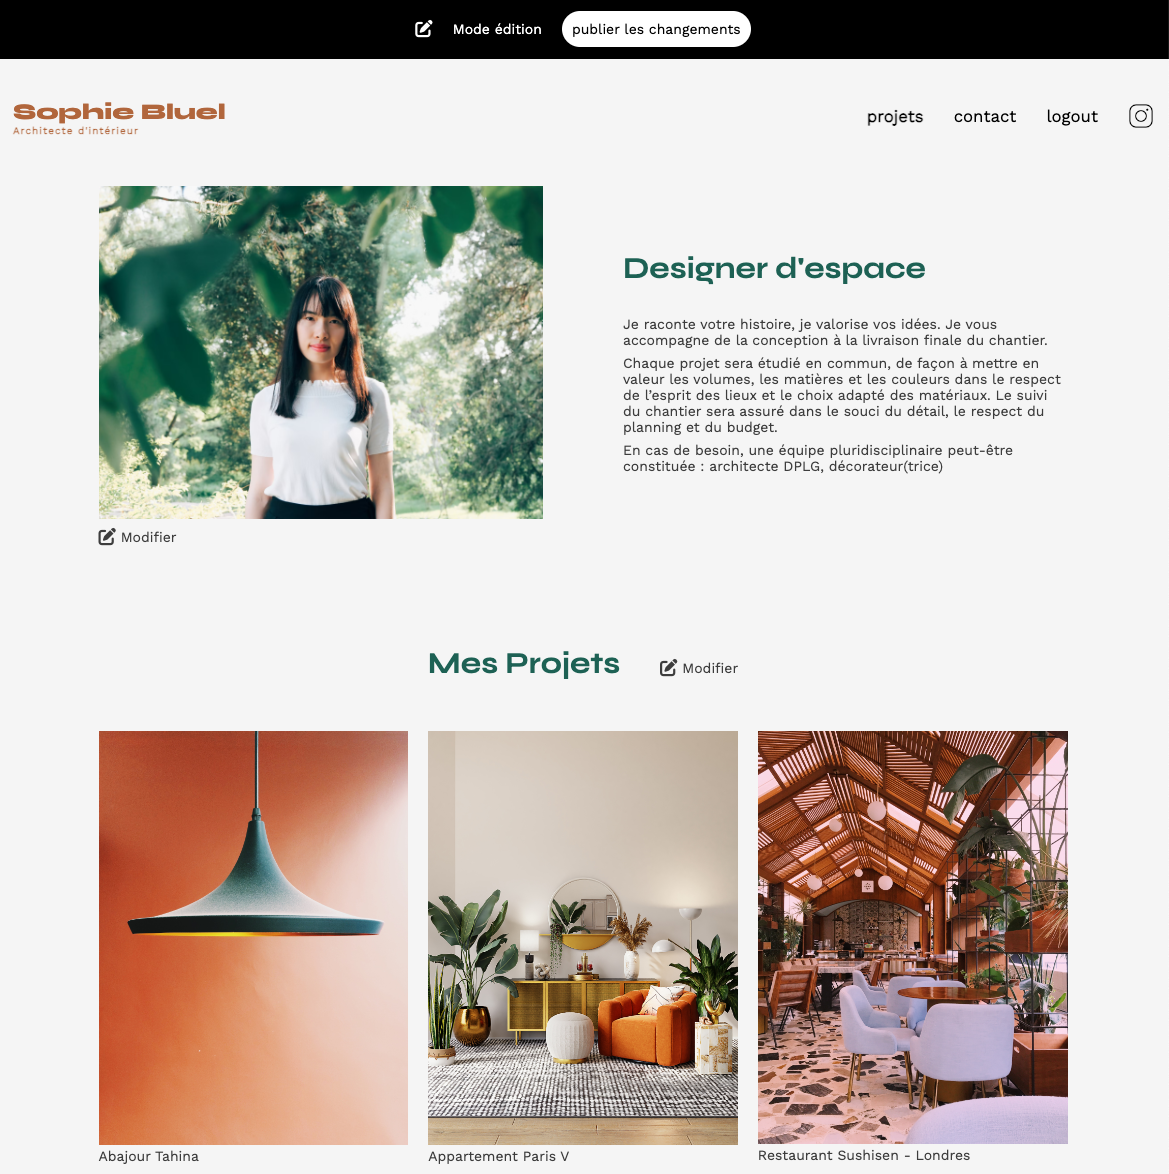 Mode édition publier les changements
Sophie Bluel
Architecte d'intérieur
projets contact logout
Designer d'espace
Je raconte votre histoire, je valorise vos idées. Je vous
accompagne de la conception à la livraison finale du chantier.
Chaque projet sera étudié en commun, de façon à mettre en
valeur les volumes, les matières et les couleurs dans le respect
de l’esprit des lieux et le choix adapté des matériaux. Le suivi
du chantier sera assuré dans le souci du détail, le respect du
planning et du budget.
En cas de besoin, une équipe pluridisciplinaire peut-être
constituée : architecte DPLG, décorateur(trice)
Modifier
Mes Projets Modifier
Abajour Tahina
Appartement Paris V
Restaurant Sushisen - Londres